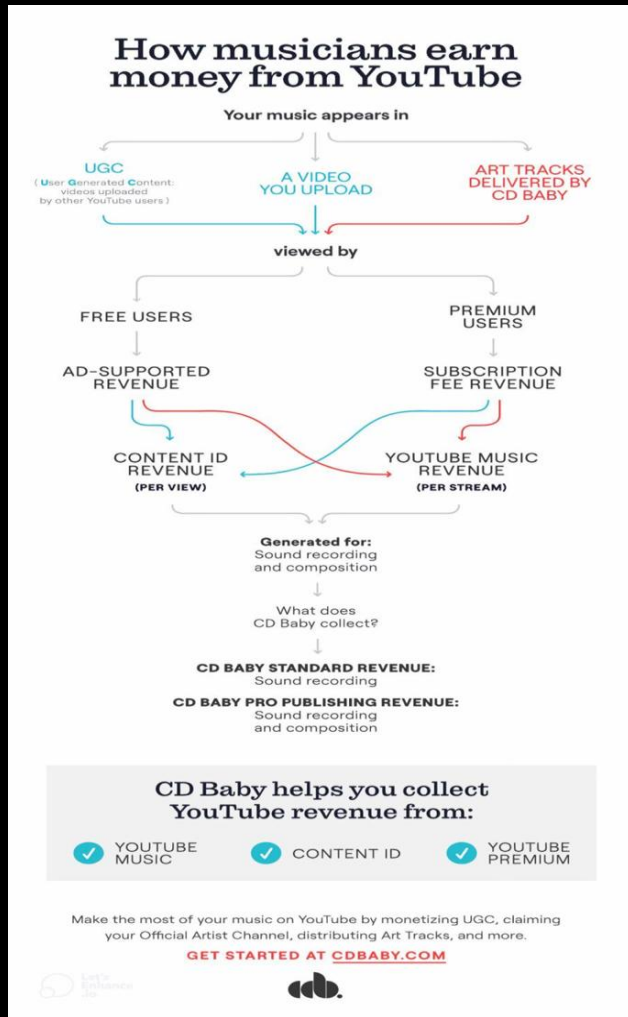 How musicians earn
money from YouTube
Your music appears in
UGC
( User Generated Content:
videos uploaded
by other YouTube users )
A VIDEO
YOU UPLOAD
ART TRACKS
DELIVERED BY
CD BABY
viewed by
FREE USERS
PREMIUM
USERS
AD-SUPPORTED
REVENUE
SUBSCRIPTION
FEE REVENUE
CONTENT ID
REVENUE
(PER VIEW)
YOUTUBE MUSIC
REVENUE
(PER STREAM)
Generated for:
Sound recording
and composition
What does
CD Baby collect?
CD BABY STANDARD REVENUE:
Sound recording
CD BABY PRO PUBLISHING REVENUE:
Sound recording
and composition
CD Baby helps you collect
YouTube revenue from:
YOUTUBE
MUSIC
CONTENT ID
YOUTUBE
PREMIUM
Make the most of your music on YouTube by monetizing UGC, claiming
your Official Artist Channel, distributing Art Tracks, and more.
GET STARTED AT CDBABY.COM
Let's
Enhance
.io
cdb.